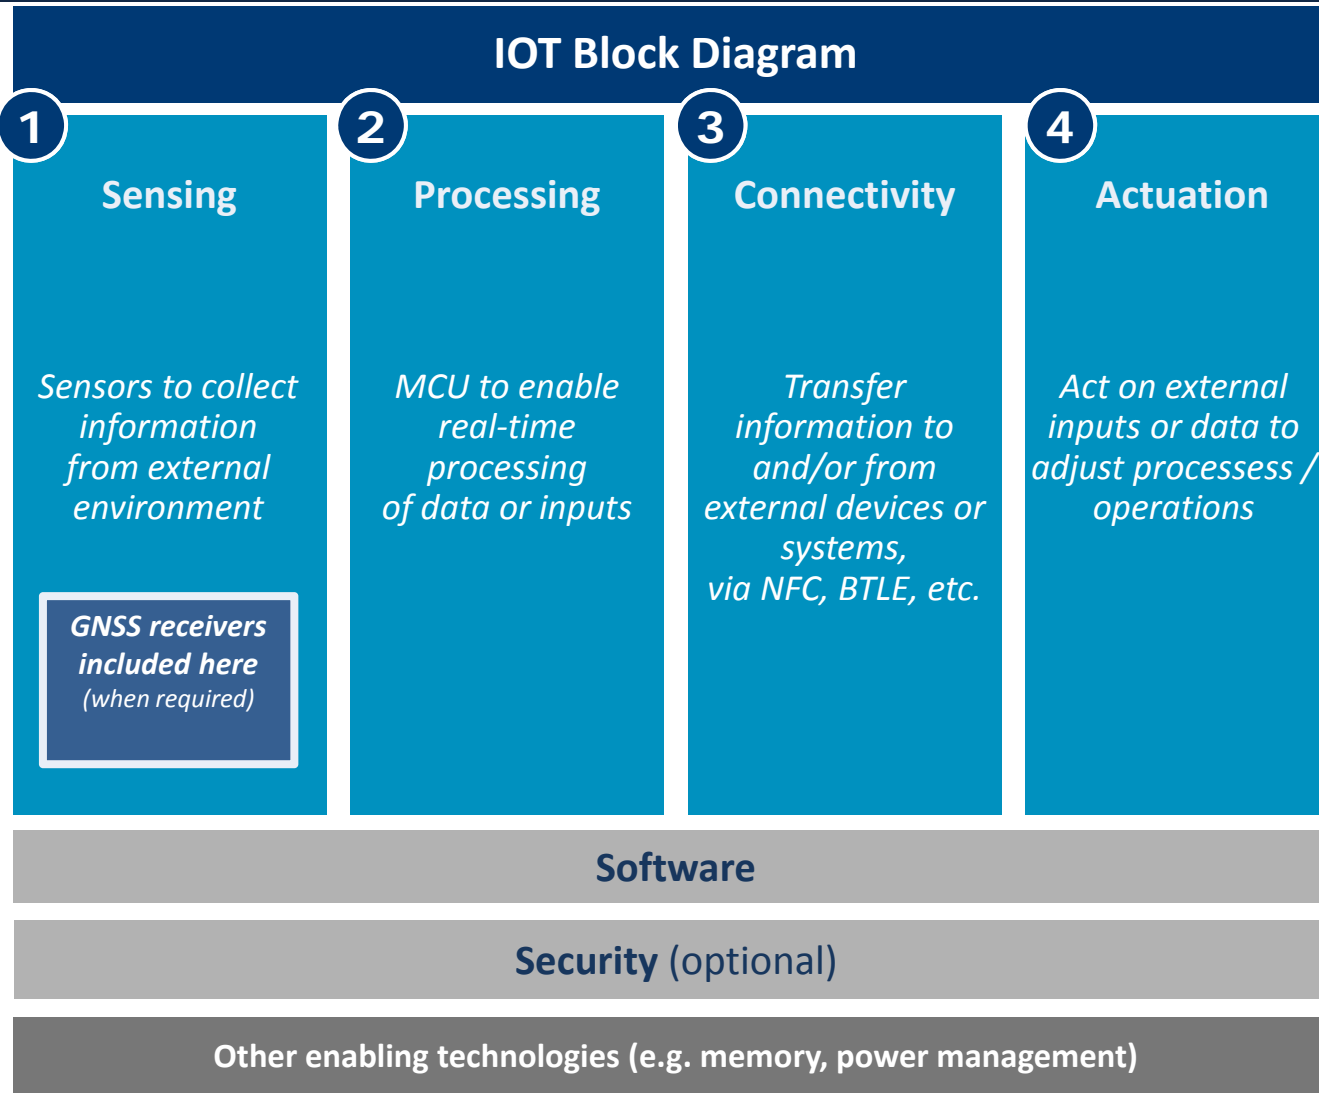 IOT Block Diagram
1
Sensing
Sensors to collect
information
from external
environment
GNSS receivers
included here
(when required)
2
Processing
MCU to enable
real-time
processing
of data or inputs
3
Connectivity
Transfer
information to
and/or from
external devices or
systems,
via NFC, BTLE, etc.
4
Actuation
Act on external
inputs or data to
adjust processess /
operations
Software
Security (optional)
Other enabling technologies (e.g. memory, power management)